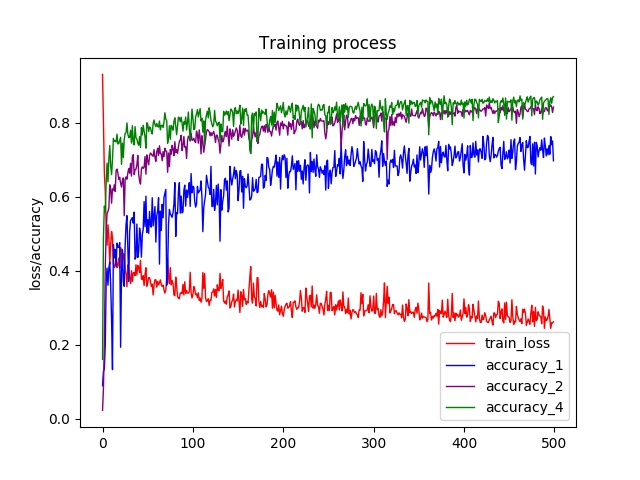 Training process
loss/accuracy
0.8
0.6
0.4
0.2
0.0
0 100 200 300 400 500
train_loss
accuracy_1
accuracy_2
accuracy_4